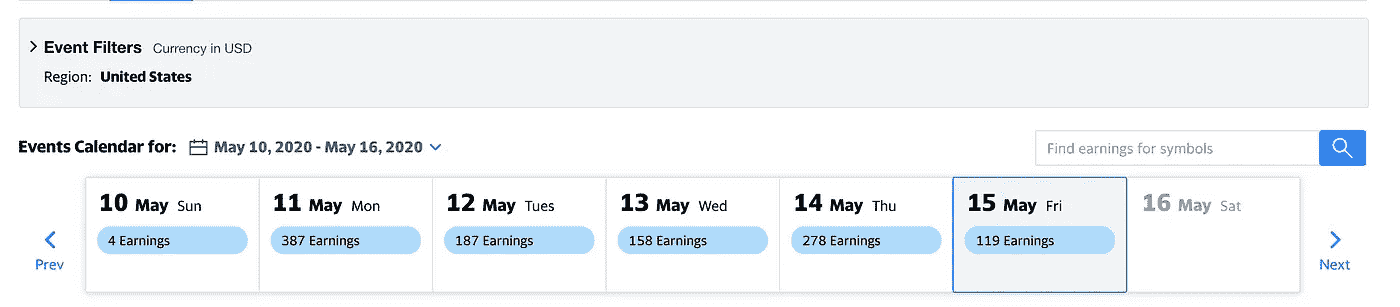 Event Filters Currency in USD
Region: United States
Events Calendar for: May 10, 2020 - May 16, 2020
Find earnings for symbols
10 May Sun
4 Earnings
11 May Mon
387 Earnings
12 May Tues
187 Earnings
13 May Wed
158 Earnings
14 May Thu
278 Earnings
15 May Fri
119 Earnings
16 May Sat
Prev
Next